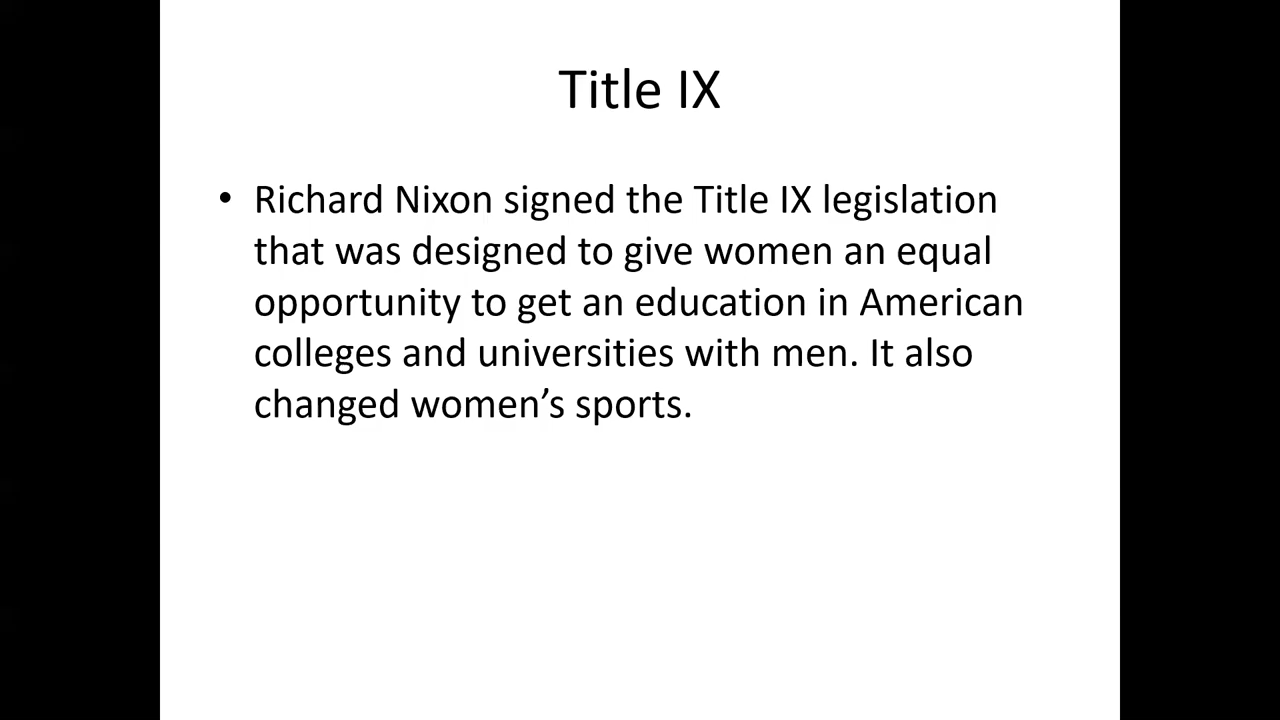 Title IX
• Richard Nixon signed the Title IX legislation
that was designed to give women an equal
opportunity to get an education in American
colleges and universities with men. It also
changed women’s sports.